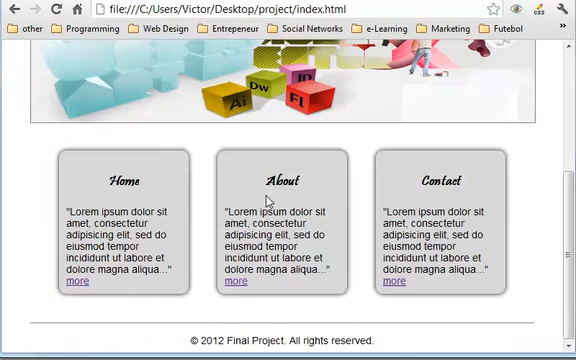 file:///C:/Users/Victor/Desktop/project/index.html
other Programming Web Design Entrepeneur Social Networks e-Learning Marketing Futebol
Ai Dw ID Fl
Home
"Lorem ipsum dolor sit
amet, consectetur
adipisicing elit, sed do
eiusmod tempor
incididunt ut labore et
dolore magna aliqua..."
more
About
"Lorem ipsum dolor sit
amet, consectetur
adipisicing elit, sed do
eiusmod tempor
incididunt ut labore et
dolore magna aliqua..."
more
Contact
"Lorem ipsum dolor sit
amet, consectetur
adipisicing elit, sed do
eiusmod tempor
incididunt ut labore et
dolore magna aliqua..."
more
© 2012 Final Project. All rights reserved.